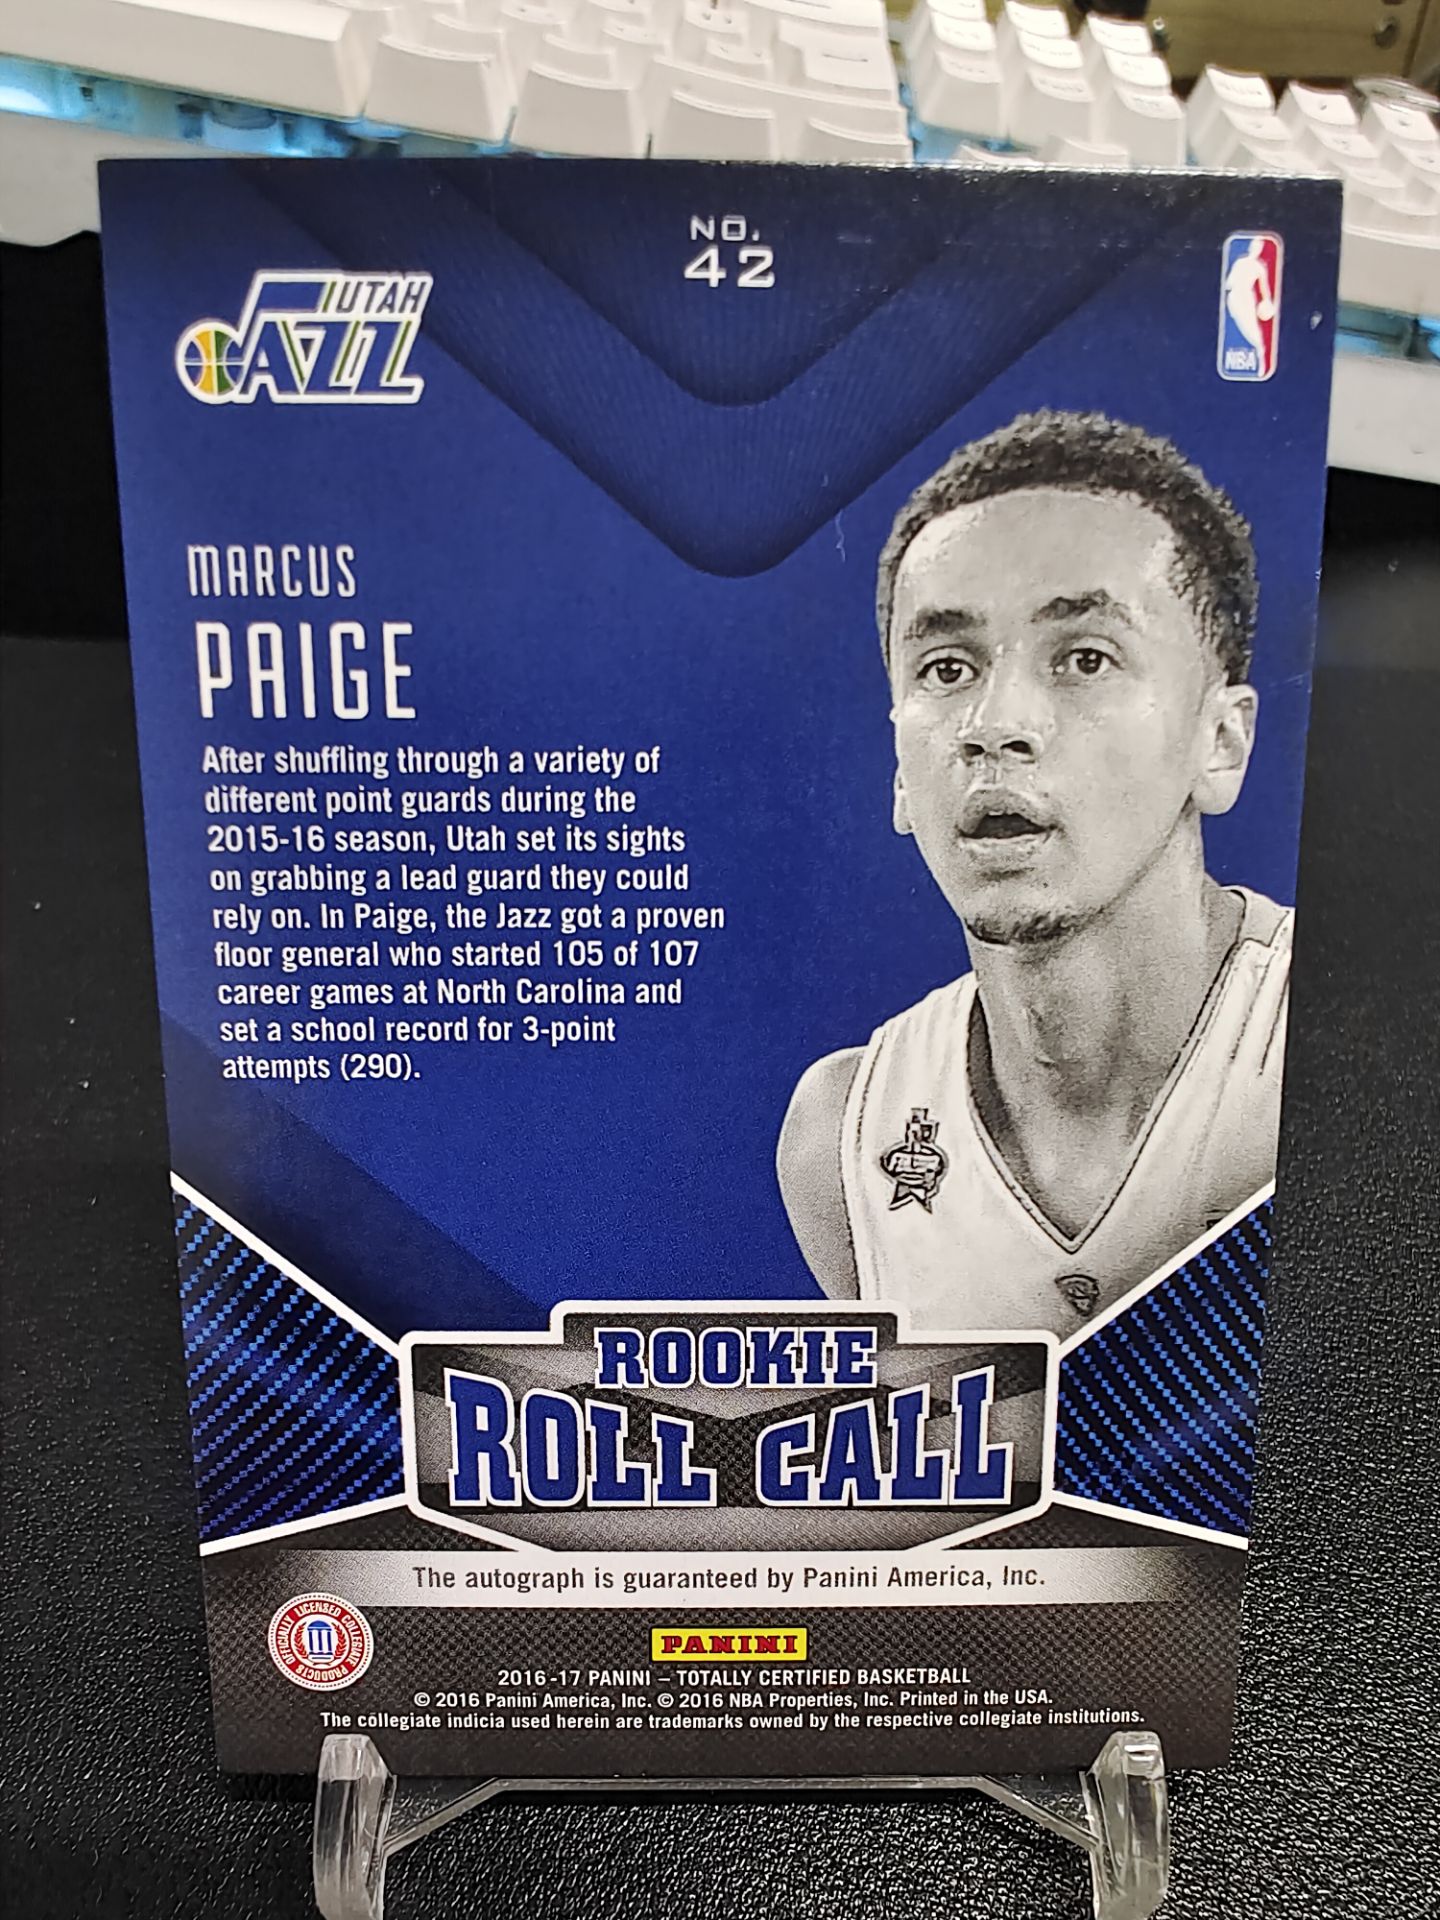 NO.
42
UTAH
JAZZ
NBA
MARCUS
PAIGE
After shuffling through a variety of
different point guards during the
2015-16 season, Utah set its sights
on grabbing a lead guard they could
rely on. In Paige, the Jazz got a proven
floor general who started 105 of 107
career games at North Carolina and
set a school record for 3-point
attempts (290).
ROOKIE
ROLL CALL
The autograph is guaranteed by Panini America, Inc.
OFFICIALLY LICENSED COLLEGIATE PRODUCTS
PANINI
2016-17 PANINI – TOTALLY CERTIFIED BASKETBALL
© 2016 Panini America, Inc. © 2016 NBA Properties, Inc. Printed in the USA.
The collegiate indicia used herein are trademarks owned by the respective collegiate institutions.